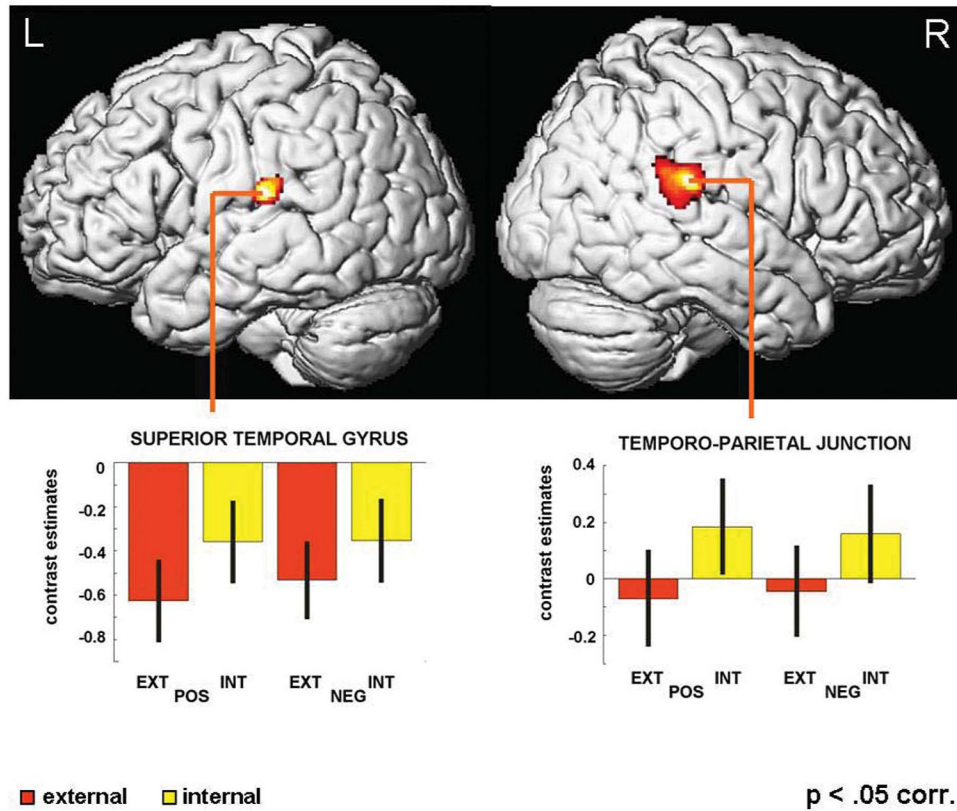 L
R
SUPERIOR TEMPORAL GYRUS
contrast estimates
0
-0.2
-0.4
-0.6
-0.8
EXT INT EXT INT
POS NEG
TEMPORO-PARIETAL JUNCTION
contrast estimates
0.4
0.2
0
-0.2
EXT INT EXT INT
POS NEG
external internal
p < .05 corr.